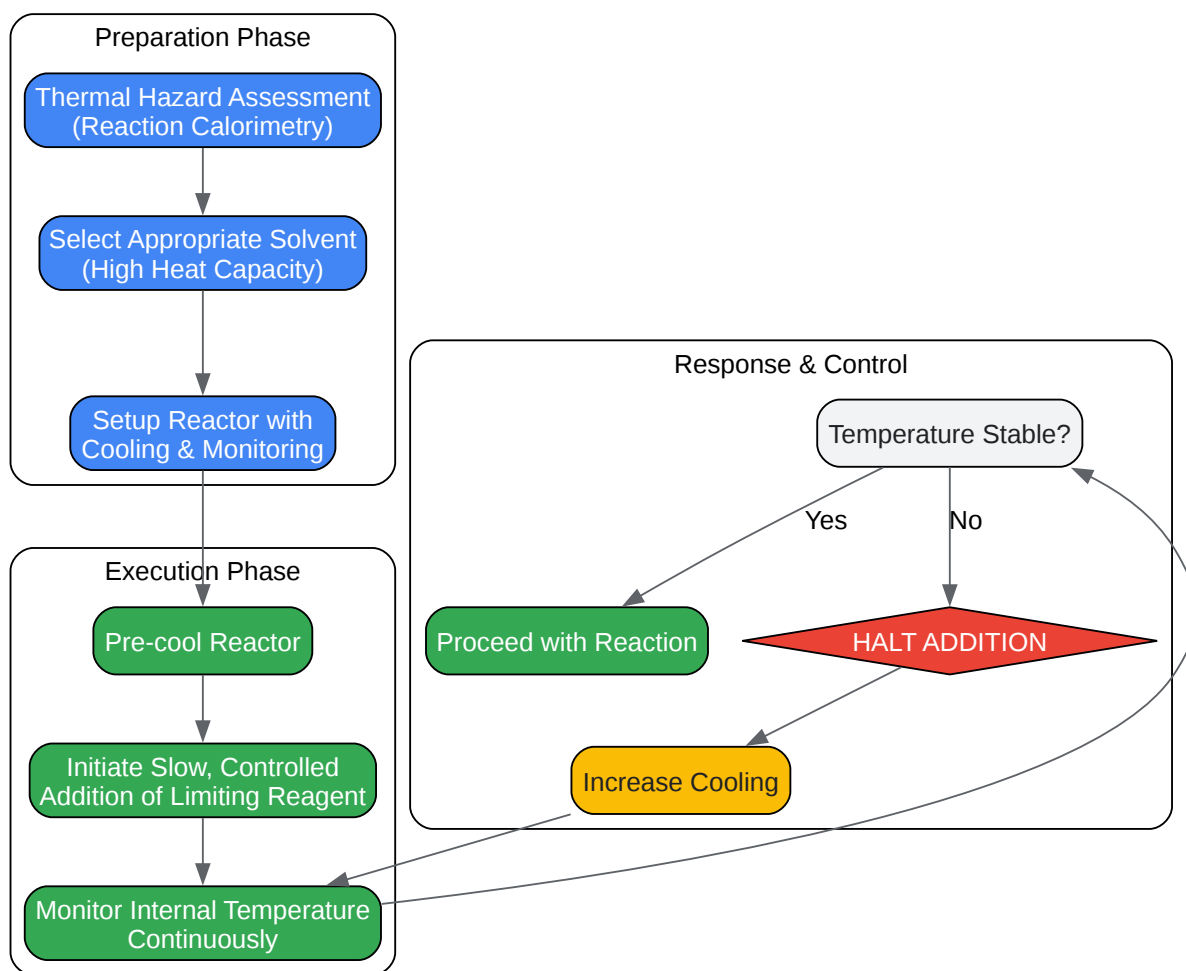 Preparation Phase
Thermal Hazard Assessment
(Reaction Calorimetry)
Select Appropriate Solvent
(High Heat Capacity)
Setup Reactor with
Cooling & Monitoring
Execution Phase
Pre-cool Reactor
Initiate Slow, Controlled
Addition of Limiting Reagent
Monitor Internal Temperature
Continuously
Response & Control
Temperature Stable?
Yes
No
Proceed with Reaction
HALT ADDITION
Increase Cooling